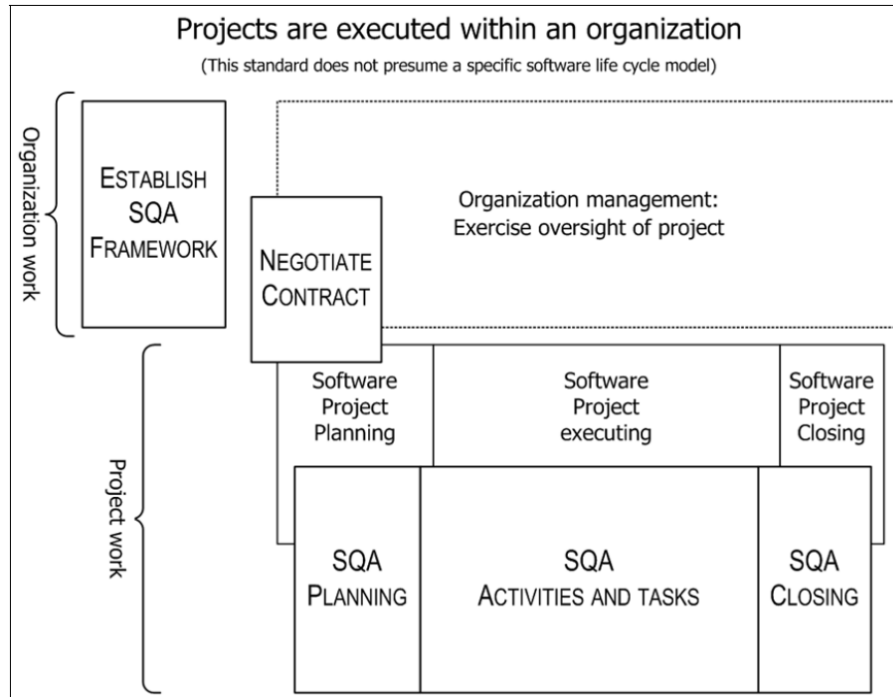 Projects are executed within an organization
(This standard does not presume a specific software life cycle model)
Organization work
ESTABLISH
SQA
FRAMEWORK
NEGOTIATE
CONTRACT
Organization management:
Exercise oversight of project
Project work
Software
Project
Planning
Software
Project
executing
Software
Project
Closing
SQA
PLANNING
SQA
ACTIVITIES AND TASKS
SQA
CLOSING